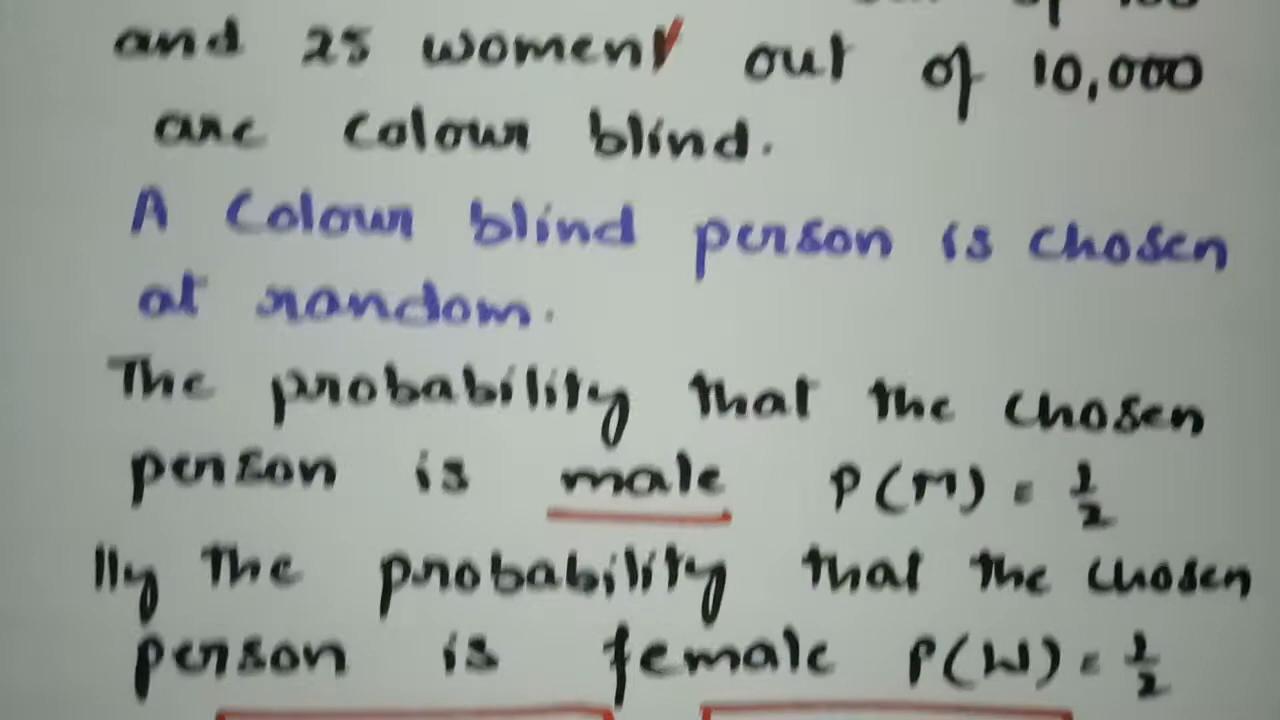 and 25 women out of 10,000
are colour blind.
A Colour blind person is chosen
at random.
The probability that the chosen
person is male P(M) = 1/2
lly The probability that the chosen
person is female P(W) = 1/2